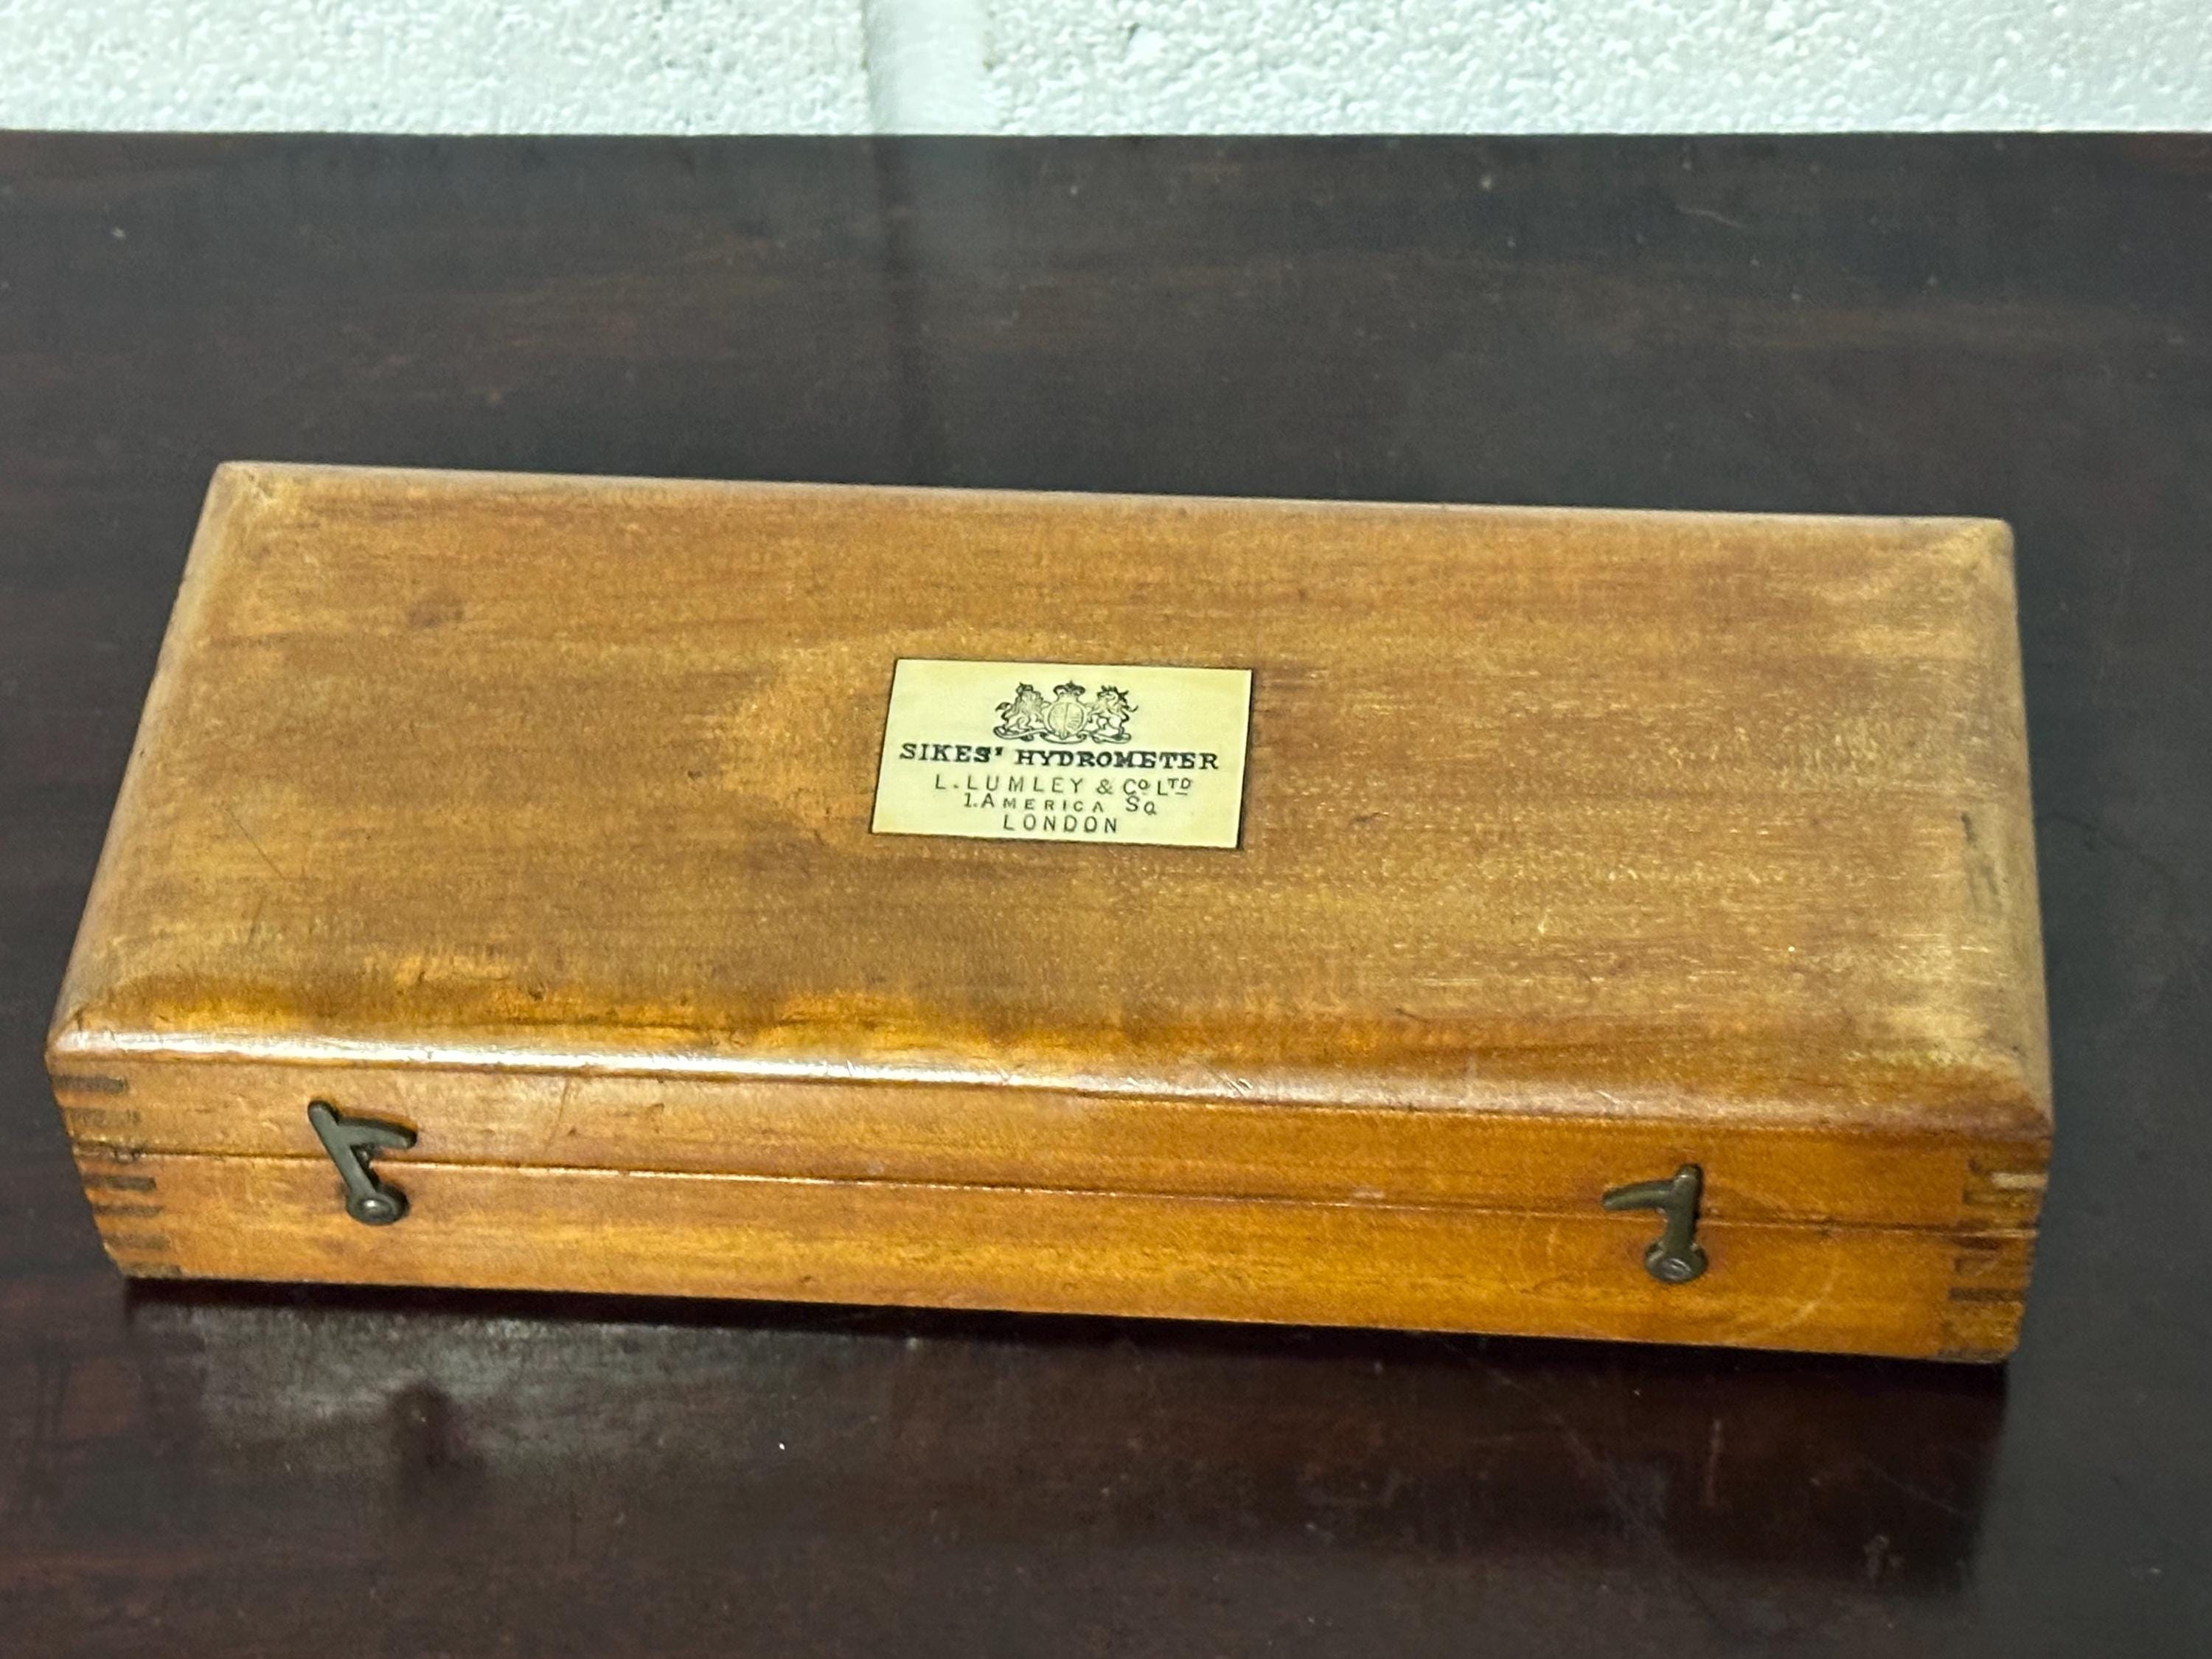 SIKES' HYDROMETER
L. LUMLEY & Co LTD
1. AMERICA SQ
LONDON